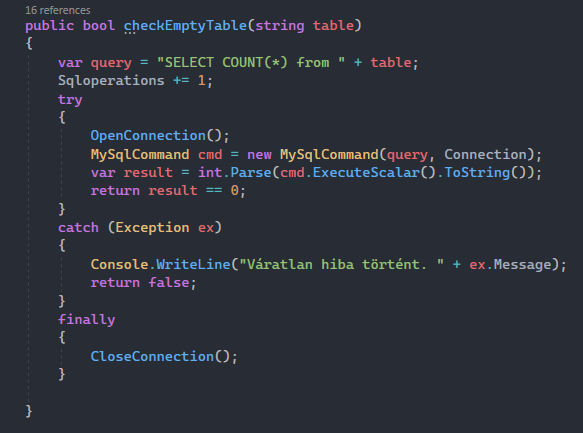 16 references
public bool checkEmptyTable(string table)
{
var query = "SELECT COUNT(*) from " + table;
Sqloperations += 1;
try
{
OpenConnection();
MySqlCommand cmd = new MySqlCommand(query, Connection);
var result = int.Parse(cmd.ExecuteScalar().ToString());
return result == 0;
}
catch (Exception ex)
{
Console.WriteLine("Váratlan hiba történt. " + ex.Message);
return false;
}
finally
{
CloseConnection();
}
}